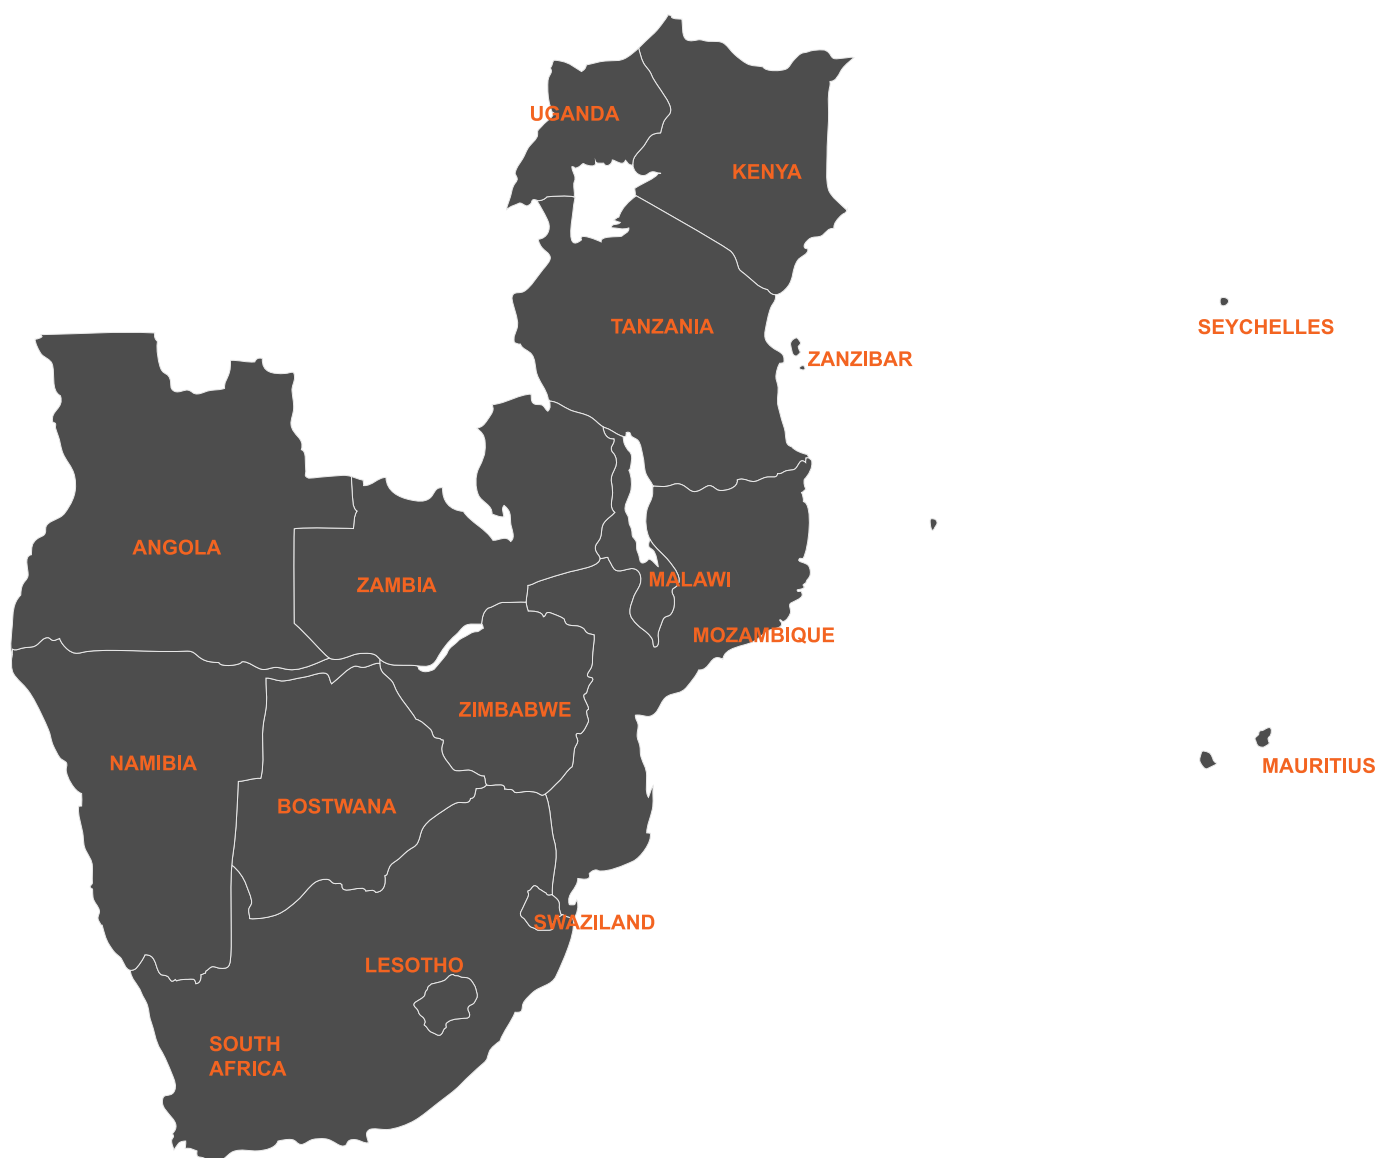 UGANDA
KENYA
TANZANIA
SEYCHELLES
ZANZIBAR
ANGOLA
ZAMBIA
MALAWI
MOZAMBIQUE
ZIMBABWE
NAMIBIA
MAURITIUS
BOSTWANA
SWAZILAND
LESOTHO
SOUTH
AFRICA